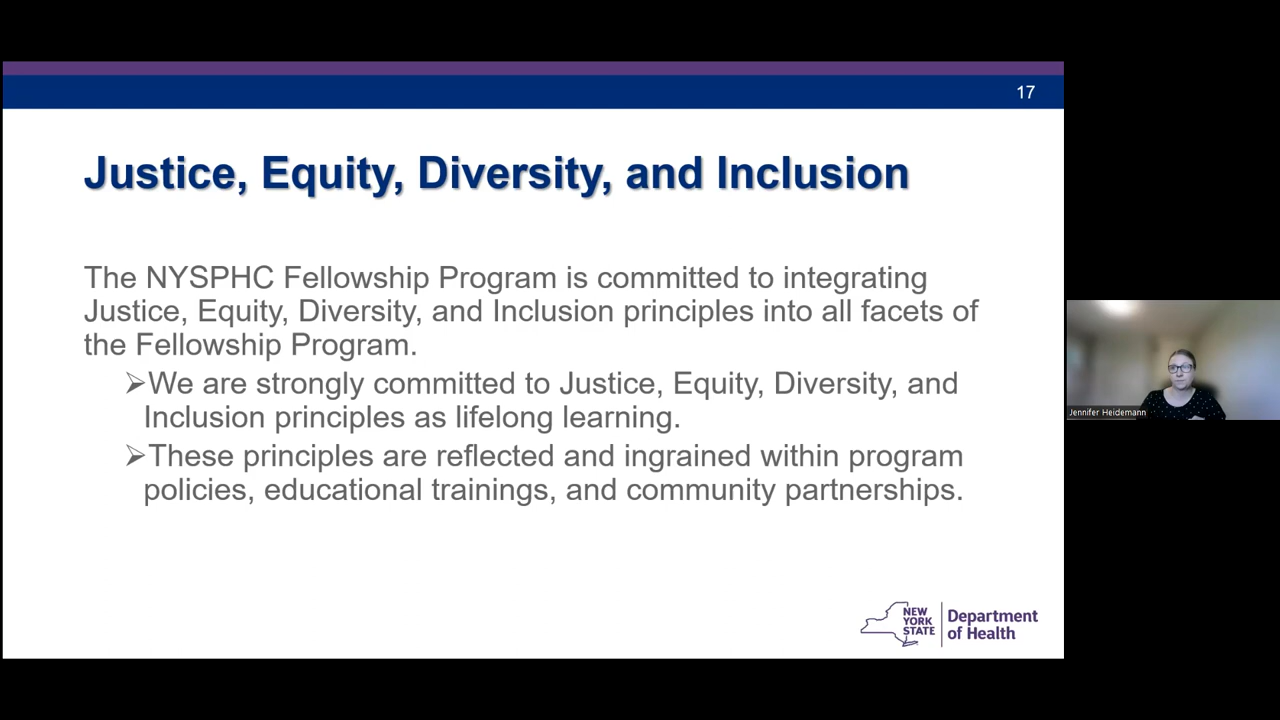 17
Justice, Equity, Diversity, and Inclusion
The NYSPHC Fellowship Program is committed to integrating
Justice, Equity, Diversity, and Inclusion principles into all facets of
the Fellowship Program.
➢We are strongly committed to Justice, Equity, Diversity, and
Inclusion principles as lifelong learning.
➢These principles are reflected and ingrained within program
policies, educational trainings, and community partnerships.
Jennifer Heidemann
NEW
YORK
STATE
Department
of Health